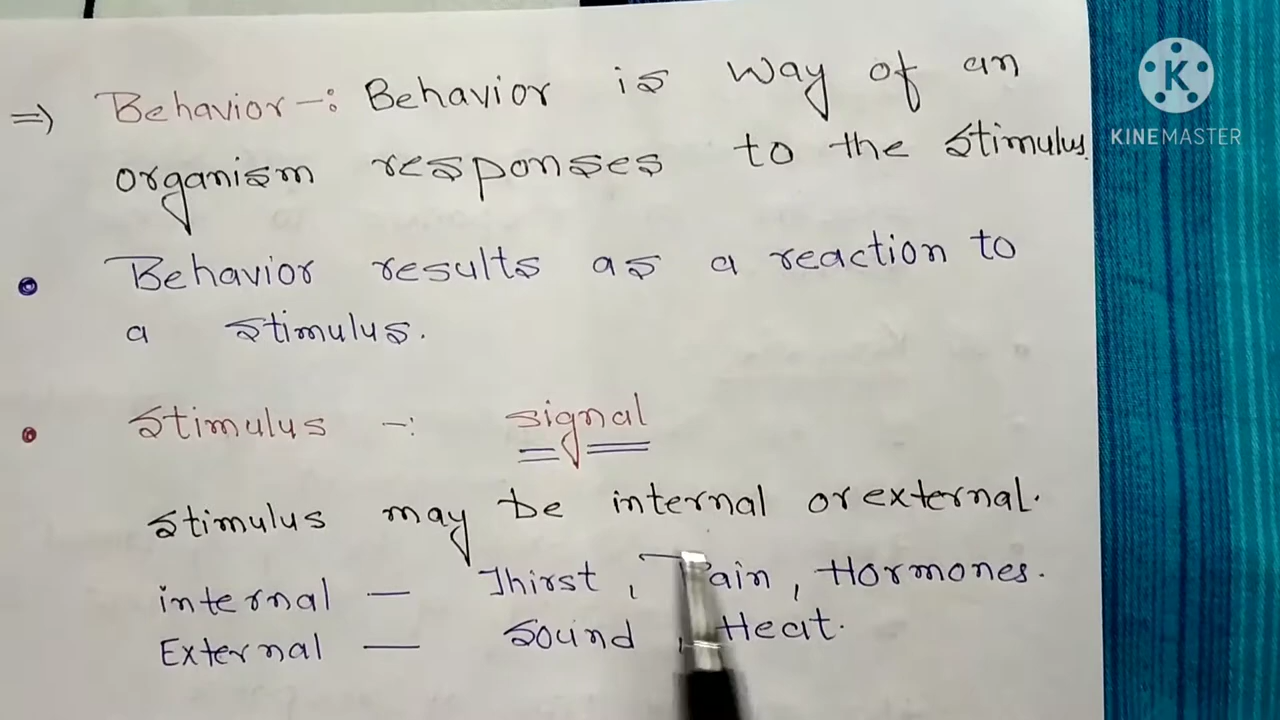 ⇒ Behavior -: Behavior is way of an
organism responses to the stimulus.
• Behavior results as a reaction to
a stimulus.
• Stimulus -: signal
Stimulus may be internal or external.
internal — Thirst, Pain, Hormones.
External — Sound, Heat.
KINEMASTER